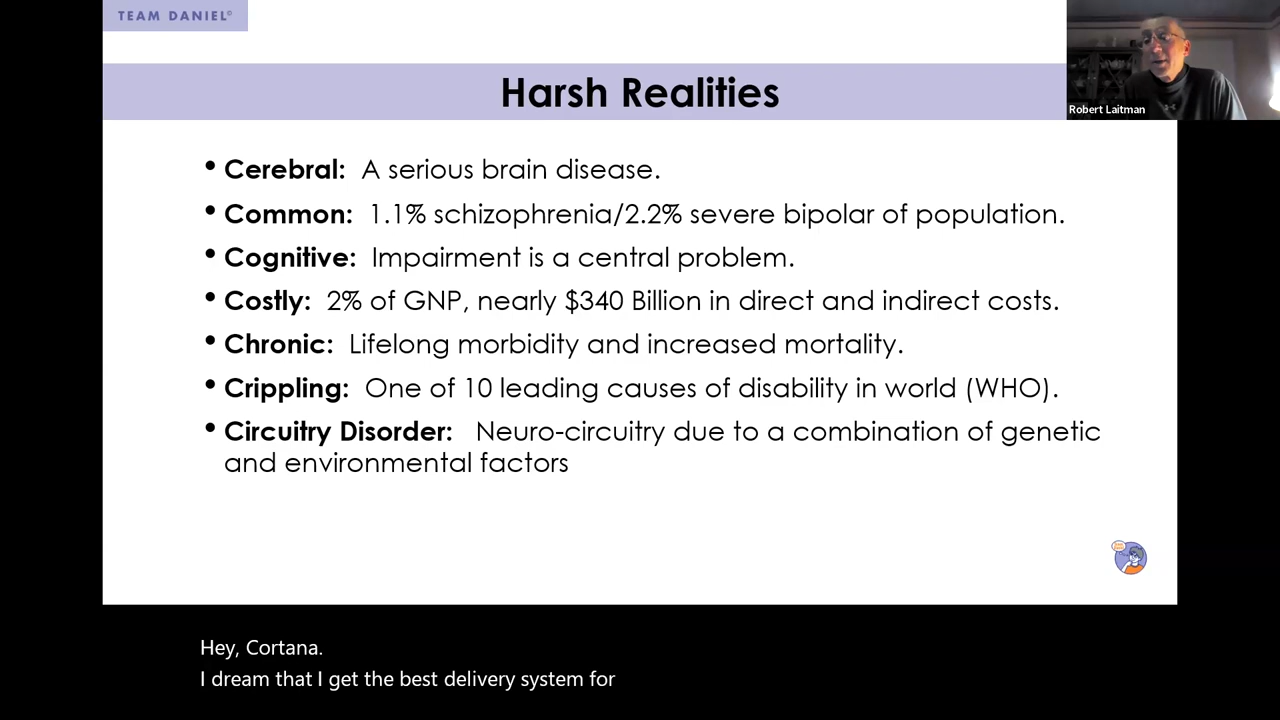 TEAM DANIEL©
Harsh Realities
Robert Laitman
• Cerebral: A serious brain disease.
• Common: 1.1% schizophrenia/2.2% severe bipolar of population.
• Cognitive: Impairment is a central problem.
• Costly: 2% of GNP, nearly $340 Billion in direct and indirect costs.
• Chronic: Lifelong morbidity and increased mortality.
• Crippling: One of 10 leading causes of disability in world (WHO).
• Circuitry Disorder: Neuro-circuitry due to a combination of genetic
and environmental factors
Hey, Cortana.
I dream that I get the best delivery system for